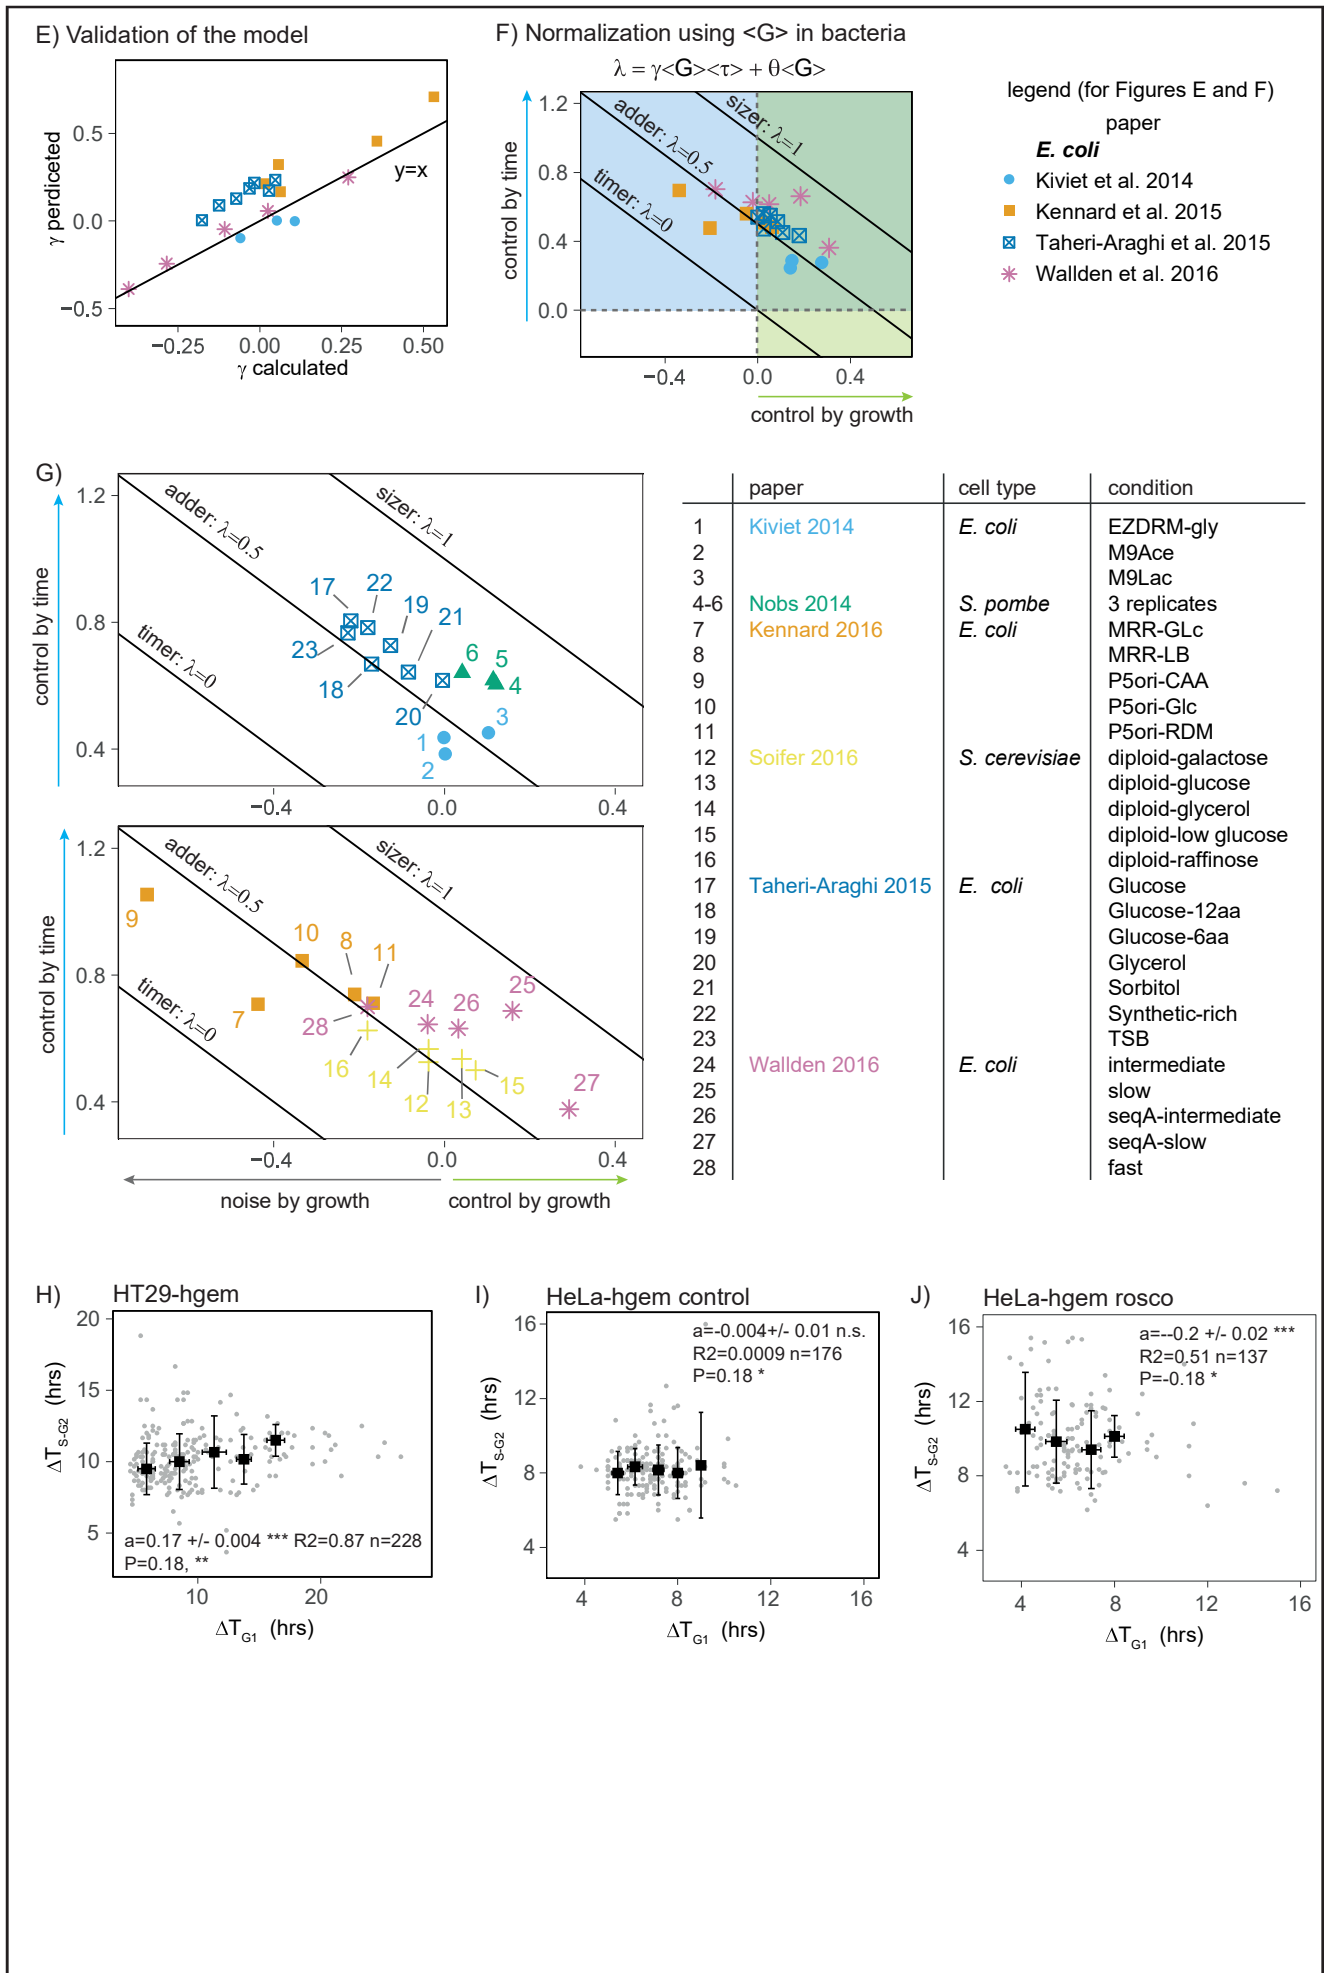 E) Validation of the model
γ perdiceted
0.5
0.0
−0.5
y=x
−0.25 0.00 0.25 0.50
γ calculated
F) Normalization using <G> in bacteria
λ = γ<G><τ> + θ<G>
control by time
1.2
0.8
0.4
0.0
adder: λ=0.5
sizer: λ=1
timer: λ=0
−0.4 0.0 0.4
control by growth
legend (for Figures E and F)
paper
E. coli
Kiviet et al. 2014
Kennard et al. 2015
Taheri-Araghi et al. 2015
Wallden et al. 2016
G)
control by time
1.2
0.8
0.4
adder: λ=0.5
sizer: λ=1
timer: λ=0
17 22 19 21
23 18 20
6 5 4
3
1
2
−0.4 0.0 0.4
control by time
1.2
0.8
0.4
adder: λ=0.5
sizer: λ=1
timer: λ=0
9 10 8 11
7 28 24 26 25
16 14 12 13 15 27
−0.4 0.0 0.4
noise by growth control by growth
paper cell type condition
1 Kiviet 2014 E. coli EZDRM-gly
2 M9Ace
3 M9Lac
4-6 Nobs 2014 S. pombe 3 replicates
7 Kennard 2016 E. coli MRR-GLc
8 MRR-LB
9 P5ori-CAA
10 P5ori-Glc
11 P5ori-RDM
12 Soifer 2016 S. cerevisiae diploid-galactose
13 diploid-glucose
14 diploid-glycerol
15 diploid-low glucose
16 diploid-raffinose
17 Taheri-Araghi 2015 E. coli Glucose
18 Glucose-12aa
19 Glucose-6aa
20 Glycerol
21 Sorbitol
22 Synthetic-rich
23 TSB
24 Wallden 2016 E. coli intermediate
25 slow
26 seqA-intermediate
27 seqA-slow
28 fast
H) HT29-hgem
ΔTS-G2 (hrs)
20
15
10
5
a=0.17 +/- 0.004 *** R2=0.87 n=228
P=0.18, **
10 20
ΔTG1 (hrs)
I) HeLa-hgem control
ΔTS-G2 (hrs)
16
12
8
4
a=-0.004+/- 0.01 n.s.
R2=0.0009 n=176
P=0.18 *
4 8 12 16
ΔTG1 (hrs)
J) HeLa-hgem rosco
ΔTS-G2 (hrs)
16
12
8
4
a=--0.2 +/- 0.02 ***
R2=0.51 n=137
P=-0.18 *
4 8 12 16
ΔTG1 (hrs)